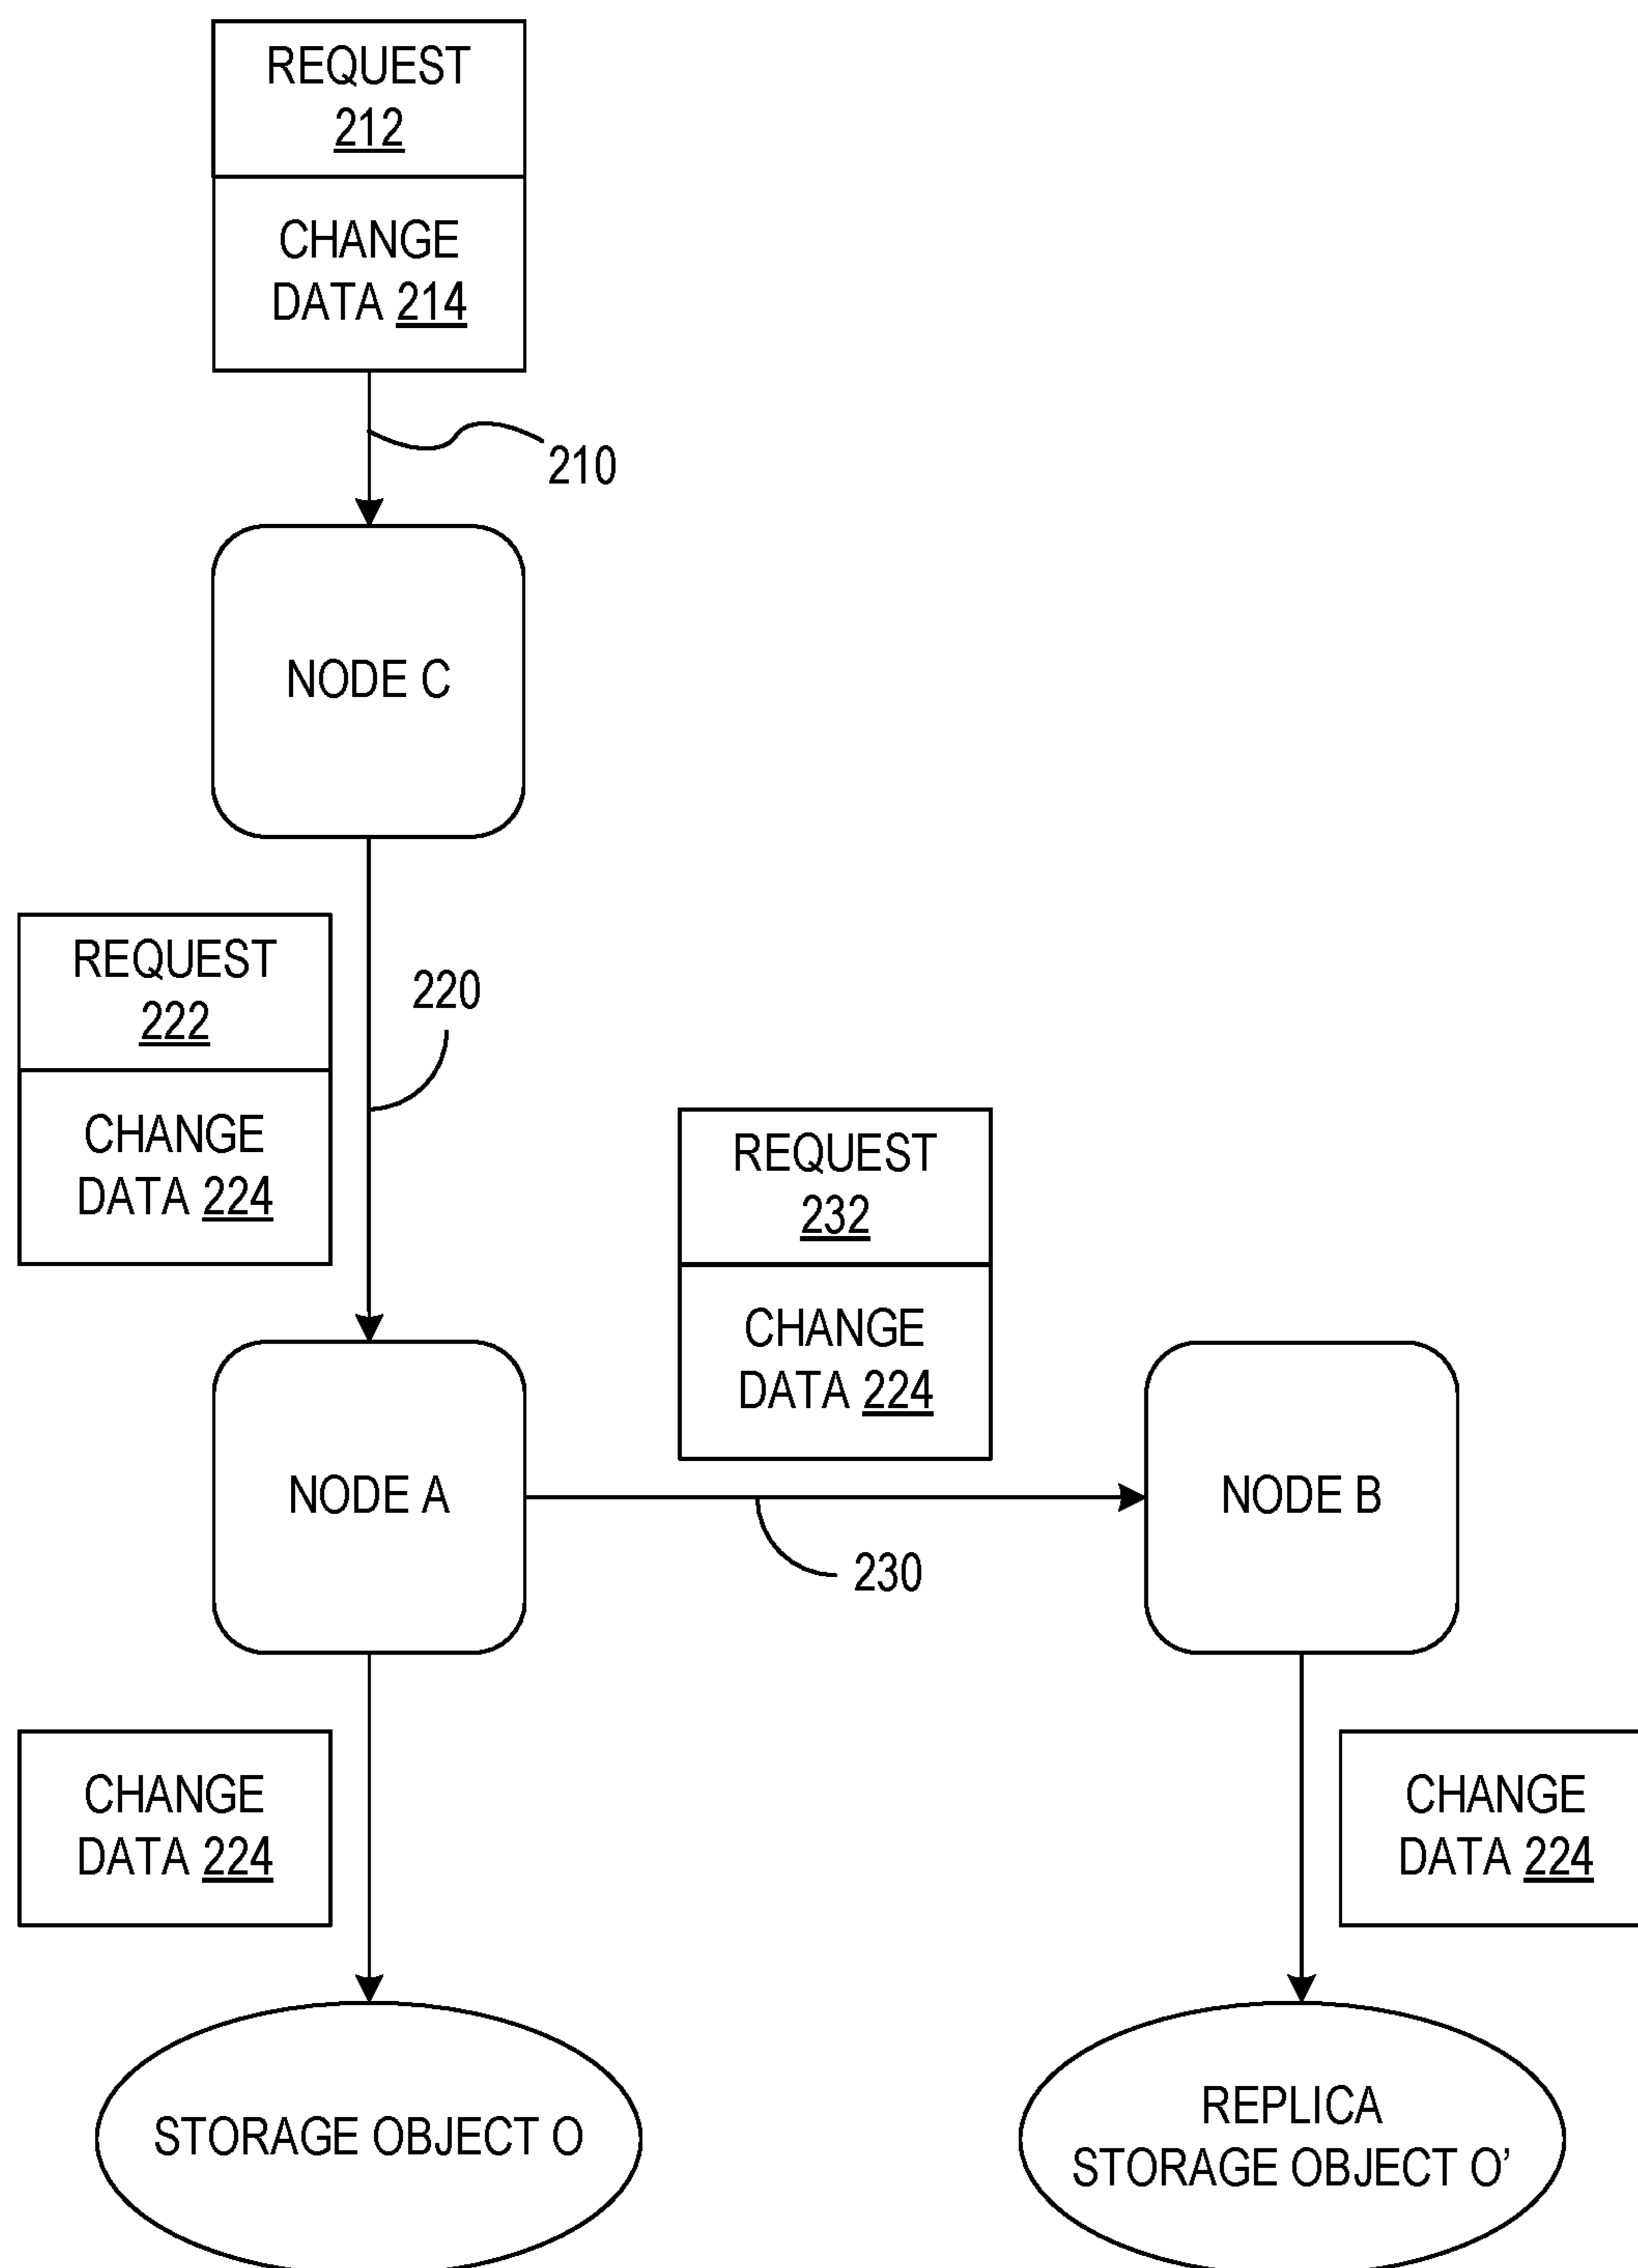 REQUEST
212
CHANGE
DATA 214
210
NODE C
REQUEST
222
CHANGE
DATA 224
220
REQUEST
232
CHANGE
DATA 224
NODE A
NODE B
230
CHANGE
DATA 224
CHANGE
DATA 224
STORAGE OBJECT O
REPLICA
STORAGE OBJECT O’